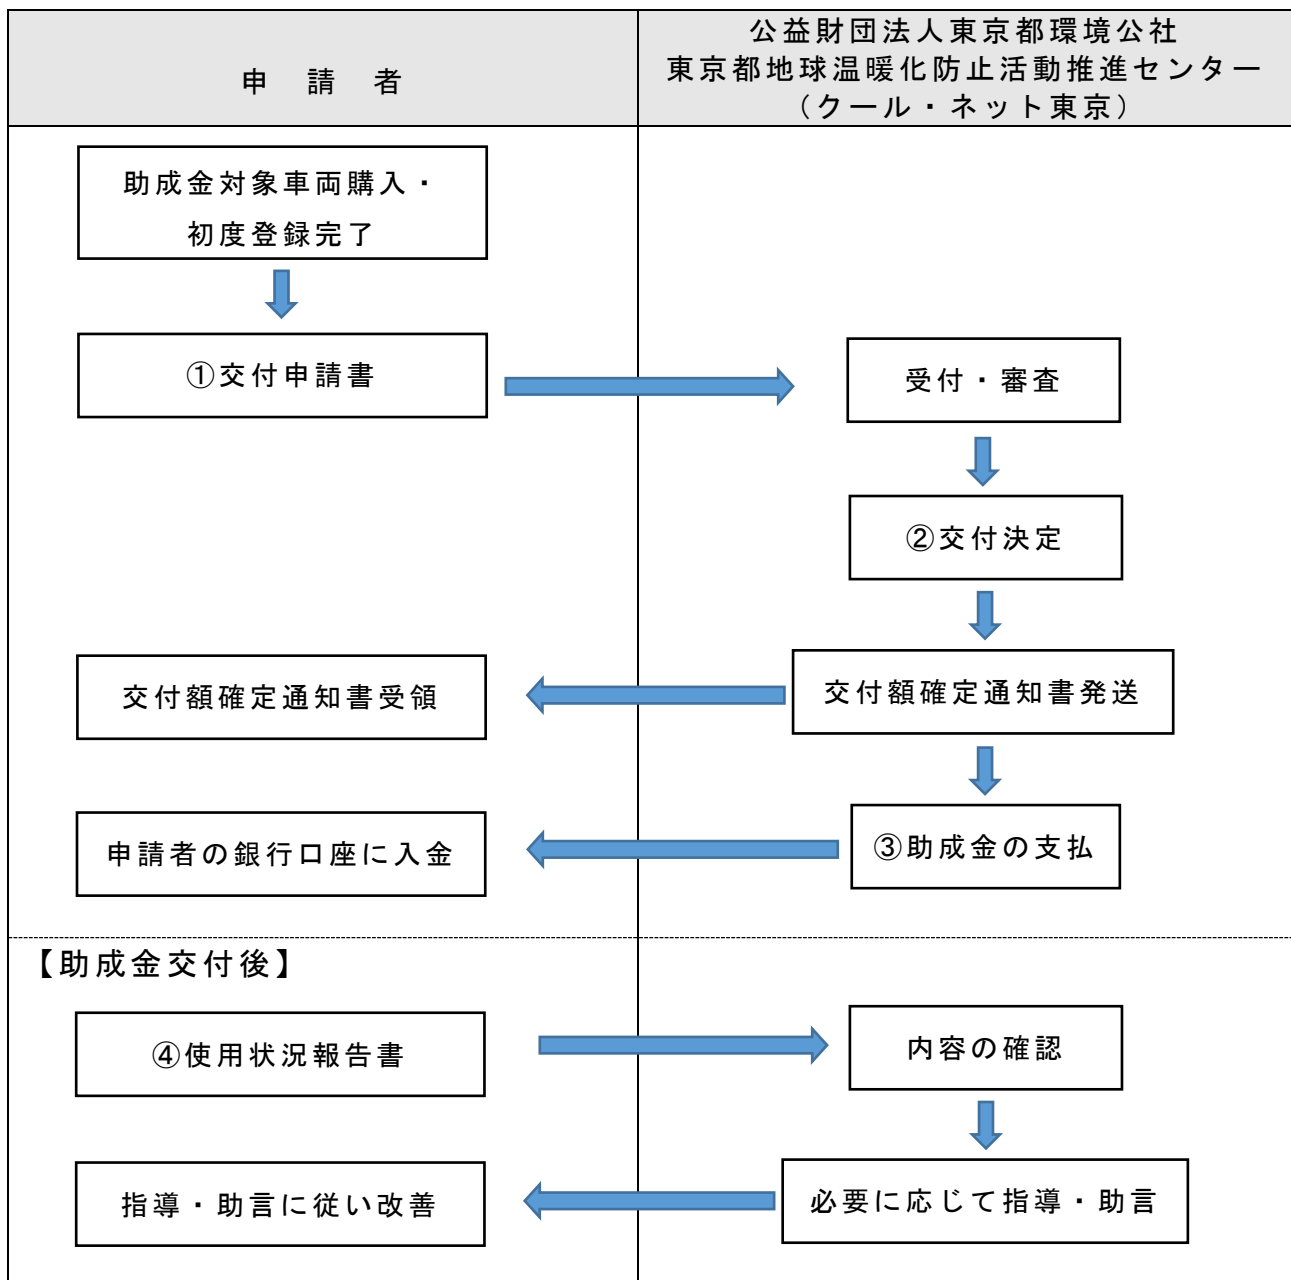 申 請 者
公益財団法人東京都環境公社
東京都地球温暖化防止活動推進センター
（クール・ネット東京）
助成金対象車両購入・
初度登録完了
①交付申請書
受付・審査
②交付決定
交付額確定通知書受領
交付額確定通知書発送
申請者の銀行口座に入金
③助成金の支払
【助成金交付後】
④使用状況報告書
内容の確認
指導・助言に従い改善
必要に応じて指導・助言